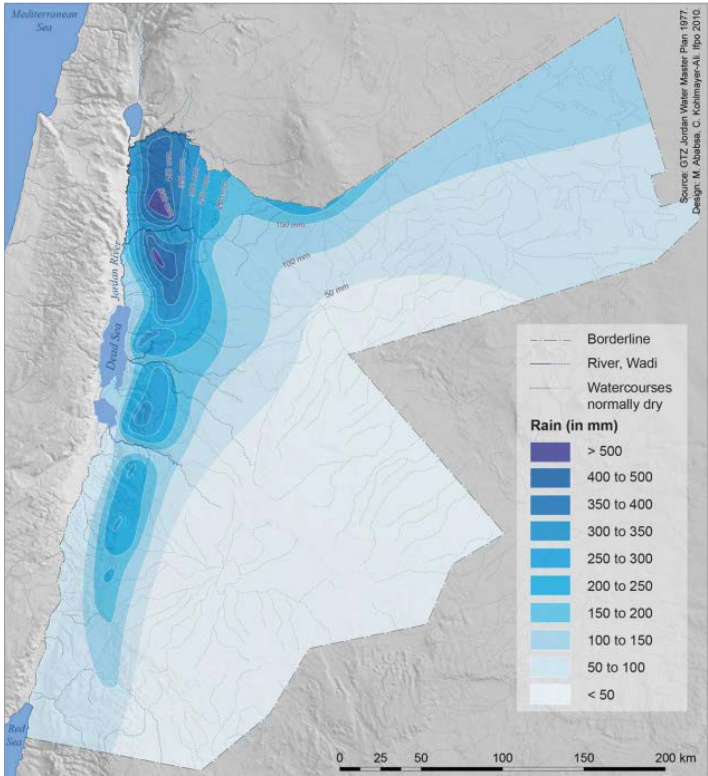 Mediterranean
Sea
Source: GTZ Jordan Water Master Plan 1977.
Design: M. Ababsa, C. Kohlmayer-Ali. Ifpo 2010.
150 mm
100 mm
50 mm
Jordan River
Dead Sea
Red
Sea
Borderline
River, Wadi
Watercourses
normally dry
Rain (in mm)
> 500
400 to 500
350 to 400
300 to 350
250 to 300
200 to 250
150 to 200
100 to 150
50 to 100
< 50
0 50 100 150 200 km